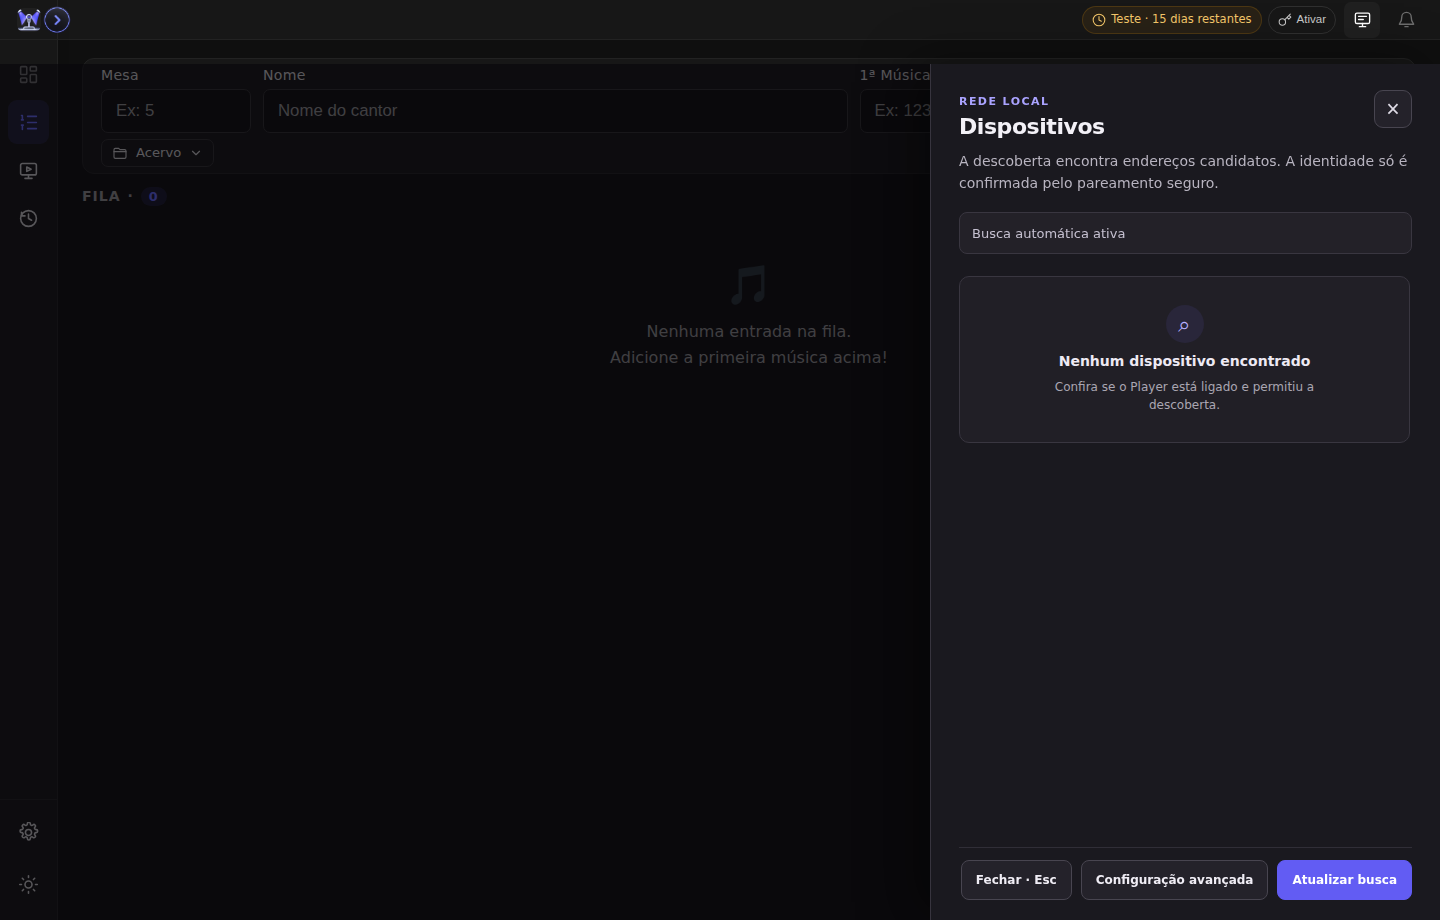 Teste · 15 dias restantes
Ativar
Mesa
Nome
1ª Música
Ex: 5
Nome do cantor
Ex: 123
Acervo
FILA · 0
Nenhuma entrada na fila.
Adicione a primeira música acima!
REDE LOCAL
Dispositivos
A descoberta encontra endereços candidatos. A identidade só é
confirmada pelo pareamento seguro.
Busca automática ativa
Nenhum dispositivo encontrado
Confira se o Player está ligado e permitiu a
descoberta.
Fechar · Esc
Configuração avançada
Atualizar busca